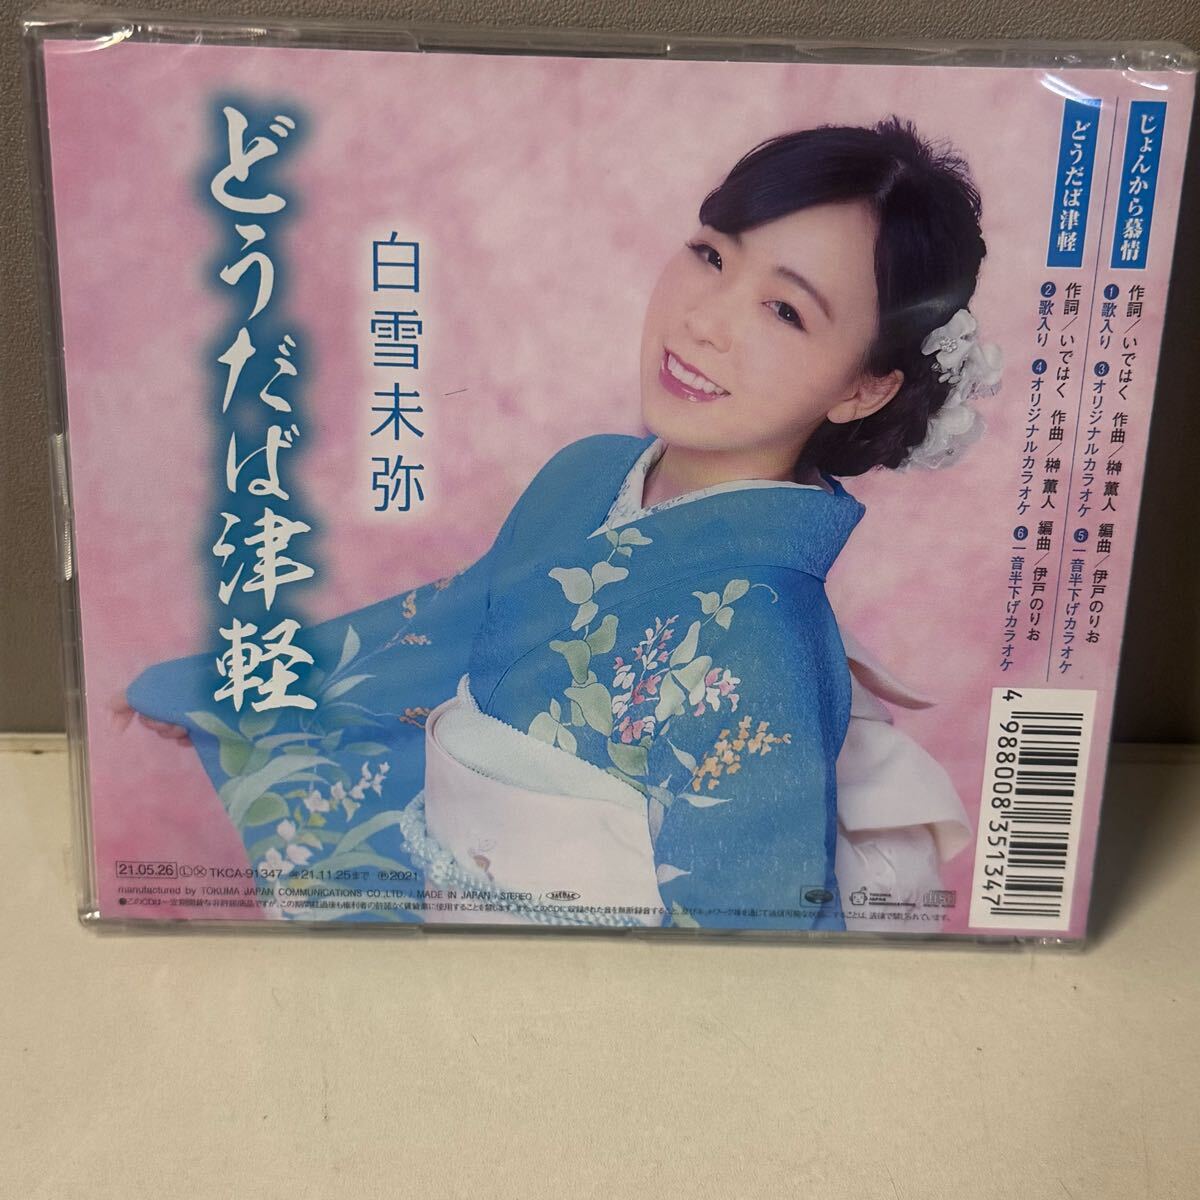 じょんから慕情
作詞/いではく 作曲/榊 薫人 編曲/伊戸のりお
❶歌入り ❸オリジナルカラオケ ❺一音半下げカラオケ
どうだば津軽
作詞/いではく 作曲/榊 薫人 編曲/伊戸のりお
❷歌入り ❹オリジナルカラオケ ❻一音半下げカラオケ
白雪未弥
どうだば津軽
4 988008 351347
21.05.26 Ⓛ TKCA-91347 21.11.25まで ℗2021
manufactured by TOKUMA JAPAN COMMUNICATIONS CO.,LTD. / MADE IN JAPAN / STEREO /